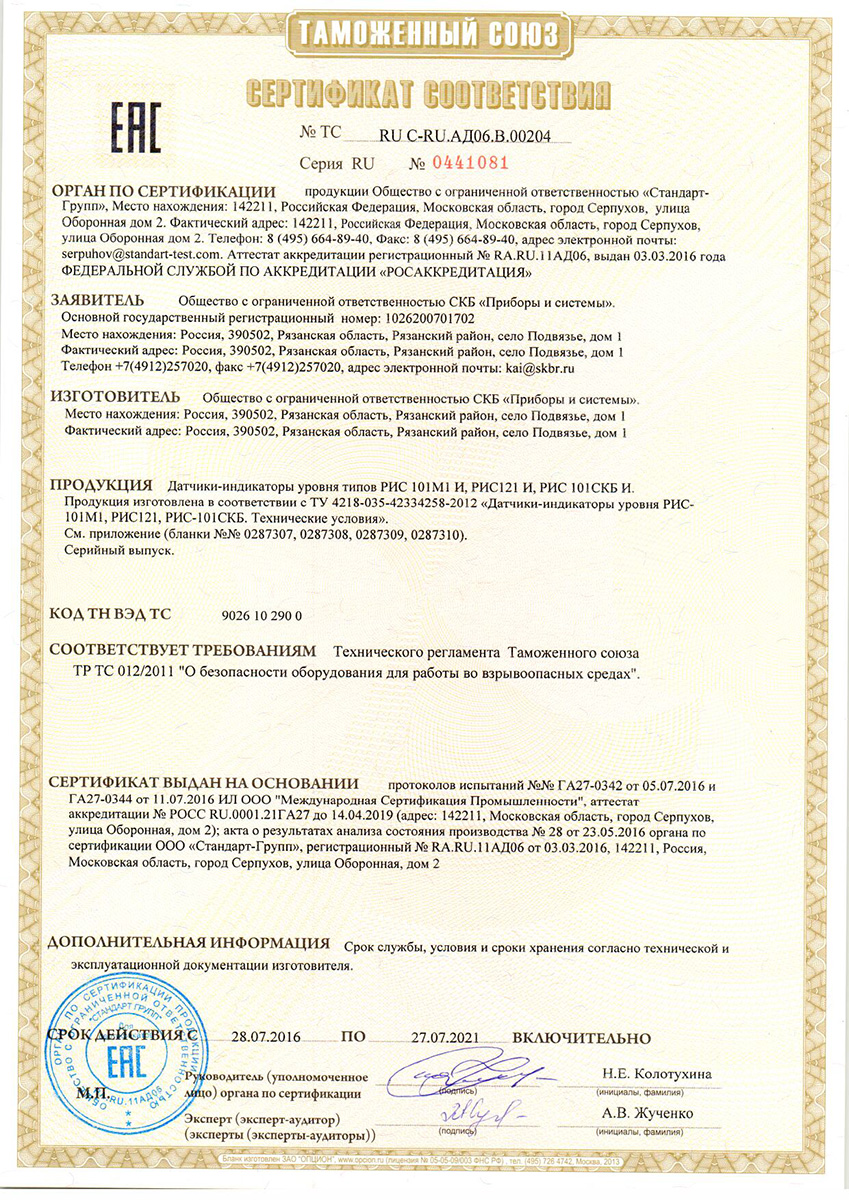 ТАМОЖЕННЫЙ СОЮЗ
СЕРТИФИКАТ СООТВЕТСТВИЯ
ЕАС
№ ТС RU С-RU.АД06.В.00204
Серия RU № 0441081
ОРГАН ПО СЕРТИФИКАЦИИ продукции Общество с ограниченной ответственностью «Стандарт-
Групп», Место нахождения: 142211, Российская Федерация, Московская область, город Серпухов, улица
Оборонная дом 2. Фактический адрес: 142211, Российская Федерация, Московская область, город Серпухов,
улица Оборонная дом 2. Телефон: 8 (495) 664-89-40, Факс: 8 (495) 664-89-40, адрес электронной почты:
serpuhov@standart-test.com. Аттестат аккредитации регистрационный № RA.RU.11АД06, выдан 03.03.2016 года
ФЕДЕРАЛЬНОЙ СЛУЖБОЙ ПО АККРЕДИТАЦИИ «РОСАККРЕДИТАЦИЯ»
ЗАЯВИТЕЛЬ Общество с ограниченной ответственностью СКБ «Приборы и системы».
Основной государственный регистрационный номер: 1026200701702
Место нахождения: Россия, 390502, Рязанская область, Рязанский район, село Подвязье, дом 1
Фактический адрес: Россия, 390502, Рязанская область, Рязанский район, село Подвязье, дом 1
Телефон +7(4912)257020, факс +7(4912)257020, адрес электронной почты: kai@skbr.ru
ИЗГОТОВИТЕЛЬ Общество с ограниченной ответственностью СКБ «Приборы и системы».
Место нахождения: Россия, 390502, Рязанская область, Рязанский район, село Подвязье, дом 1
Фактический адрес: Россия, 390502, Рязанская область, Рязанский район, село Подвязье, дом 1
ПРОДУКЦИЯ Датчики-индикаторы уровня типов РИС 101М1 И, РИС121 И, РИС 101СКБ И.
Продукция изготовлена в соответствии с ТУ 4218-035-42334258-2012 «Датчики-индикаторы уровня РИС-
101М1, РИС121, РИС-101СКБ. Технические условия».
См. приложение (бланки №№ 0287307, 0287308, 0287309, 0287310).
Серийный выпуск.
КОД ТН ВЭД ТС 9026 10 290 0
СООТВЕТСТВУЕТ ТРЕБОВАНИЯМ Технического регламента Таможенного союза
ТР ТС 012/2011 "О безопасности оборудования для работы во взрывоопасных средах".
СЕРТИФИКАТ ВЫДАН НА ОСНОВАНИИ протоколов испытаний №№ ГА27-0342 от 05.07.2016 и
ГА27-0344 от 11.07.2016 ИЛ ООО "Международная Сертификация Промышленности", аттестат
аккредитации № РОСС RU.0001.21ГА27 до 14.04.2019 (адрес: 142211, Московская область, город Серпухов,
улица Оборонная, дом 2); акта о результатах анализа состояния производства № 28 от 23.05.2016 органа по
сертификации ООО «Стандарт-Групп», регистрационный № RA.RU.11АД06 от 03.03.2016, 142211, Россия,
Московская область, город Серпухов, улица Оборонная, дом 2
ДОПОЛНИТЕЛЬНАЯ ИНФОРМАЦИЯ Срок службы, условия и сроки хранения согласно технической и
эксплуатационной документации изготовителя.
СРОК ДЕЙСТВИЯ С 28.07.2016 ПО 27.07.2021 ВКЛЮЧИТЕЛЬНО
ОРГАН ПО СЕРТИФИКАЦИИ ПРОДУКЦИИ
ОБЩЕСТВО С ОГРАНИЧЕННОЙ ОТВЕТСТВЕННОСТЬЮ
"СТАНДАРТ ГРУПП"
ЕАС
RU.11АД06
М.П.
Руководитель (уполномоченное
лицо) органа по сертификации
(подпись)
Н.Е. Колотухина
(инициалы, фамилия)
Эксперт (эксперт-аудитор)
(эксперты (эксперты-аудиторы))
(подпись)
А.В. Жученко
(инициалы, фамилия)
Бланк изготовлен ЗАО "ОПЦИОН", www.opcion.ru (лицензия № 05-05-09/003 ФНС РФ), тел. (495) 726 4742, Москва, 2013